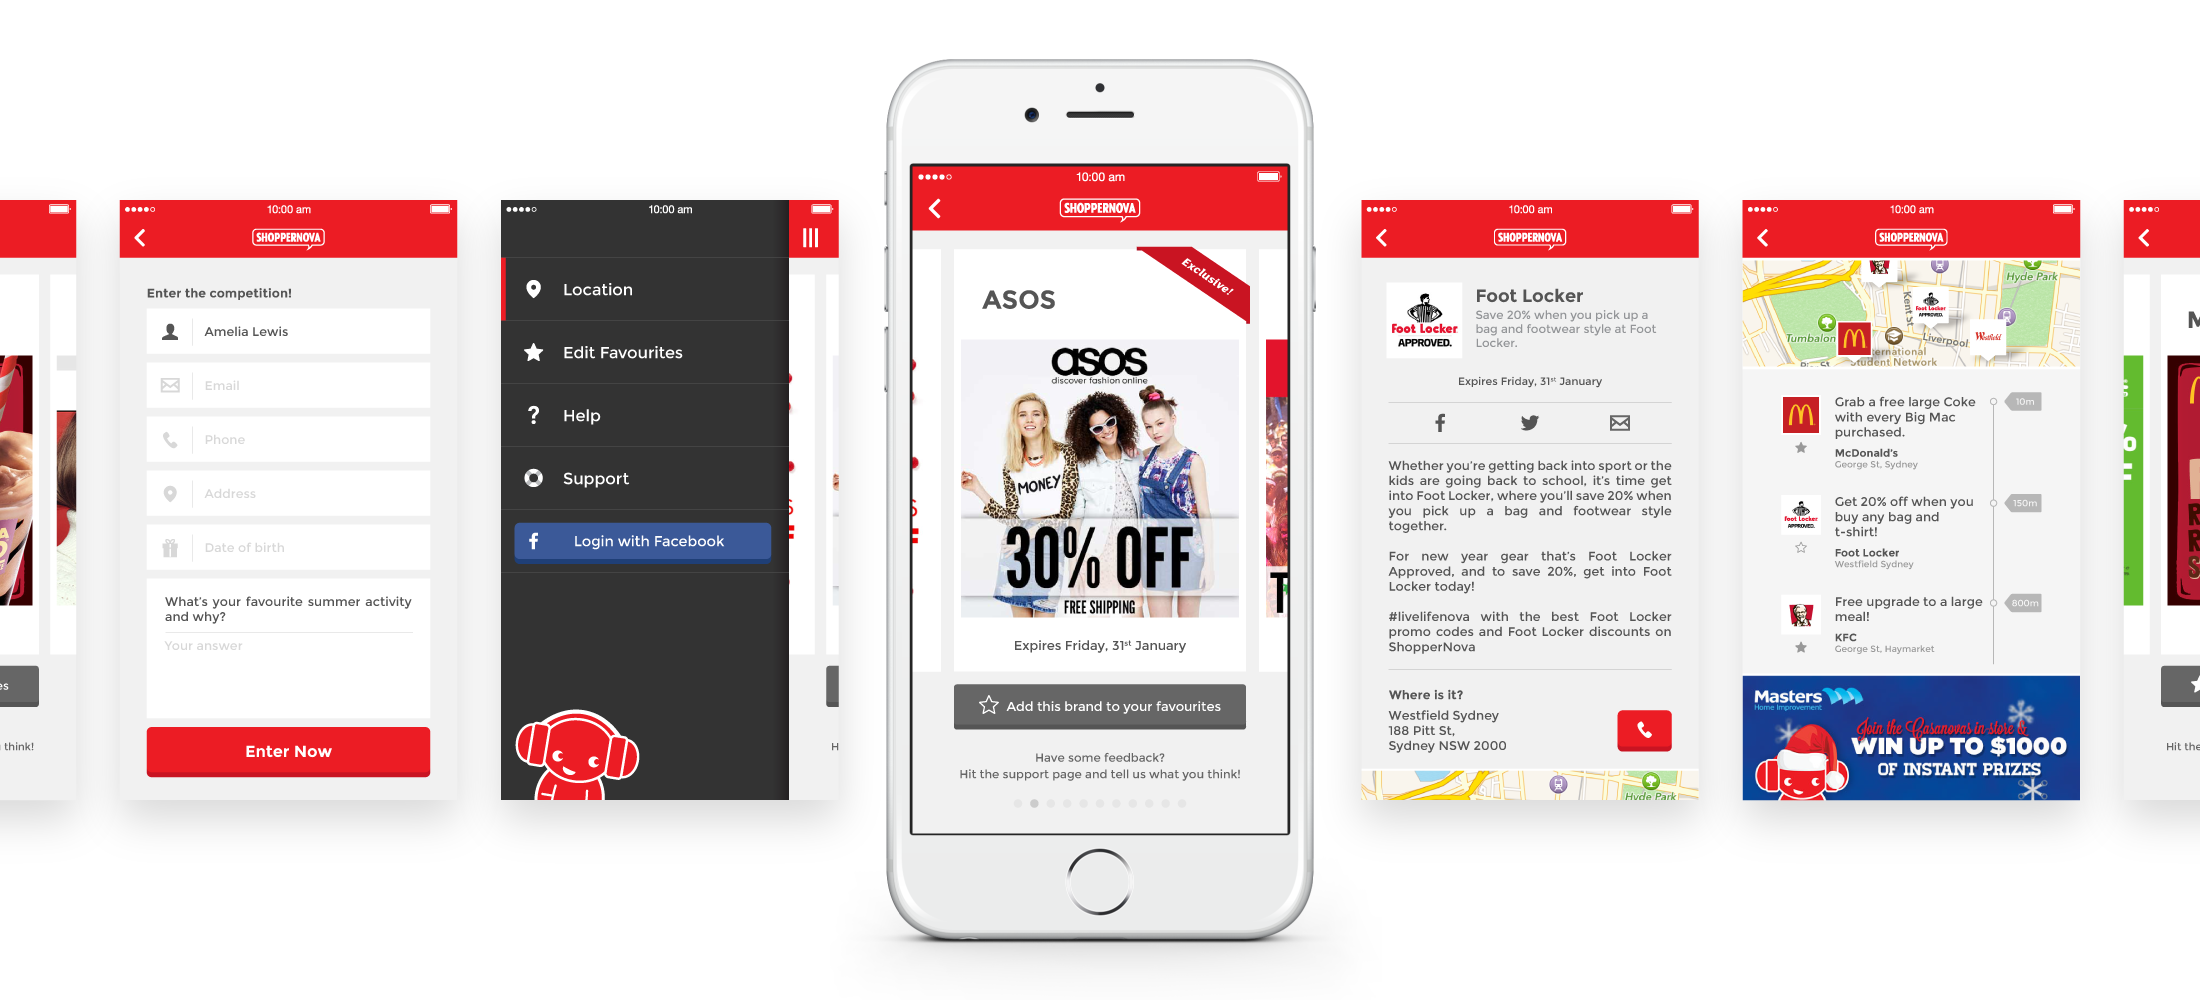 es
think!
10:00 am
SHOPPERNOVA
Enter the competition!
Amelia Lewis
Email
Phone
Address
Date of birth
What's your favourite summer activity
and why?
Your answer
Enter Now
10:00 am
Location
Edit Favourites
? Help
Support
f Login with Facebook
H
10:00 am
SHOPPERNOVA
Exclusive!
ASOS
asos
discover fashion online
MONEY
30% OFF
FREE SHIPPING
T
Expires Friday, 31st January
Add this brand to your favourites
Have some feedback?
Hit the support page and tell us what you think!
10:00 am
SHOPPERNOVA
Foot Locker
APPROVED.
Foot Locker
Save 20% when you pick up a
bag and footwear style at Foot
Locker.
Expires Friday, 31st January
Whether you're getting back into sport or the
kids are going back to school, it's time get
into Foot Locker, where you'll save 20% when
you pick up a bag and footwear style
together.
For new year gear that's Foot Locker
Approved, and to save 20%, get into Foot
Locker today!
#livelifenova with the best Foot Locker
promo codes and Foot Locker discounts on
ShopperNova
Where is it?
Westfield Sydney
188 Pitt St,
Sydney NSW 2000
Hyde Park
10:00 am
SHOPPERNOVA
Hyde Park
Kent St
Foot Locker
APPROVED.
Tumbalon
Liverpool
Westfield
ternational
Student Network
Grab a free large Coke
with every Big Mac
purchased.
McDonald's
George St, Sydney
10m
Foot Locker
APPROVED.
Get 20% off when you
buy any bag and
t-shirt!
Foot Locker
Westfield Sydney
150m
Free upgrade to a large
meal!
KFC
George St, Haymarket
800m
Masters
Home Improvement
Join the Casanovas in-store &
WIN UP TO $1000
OF INSTANT PRIZES
M
Hit the